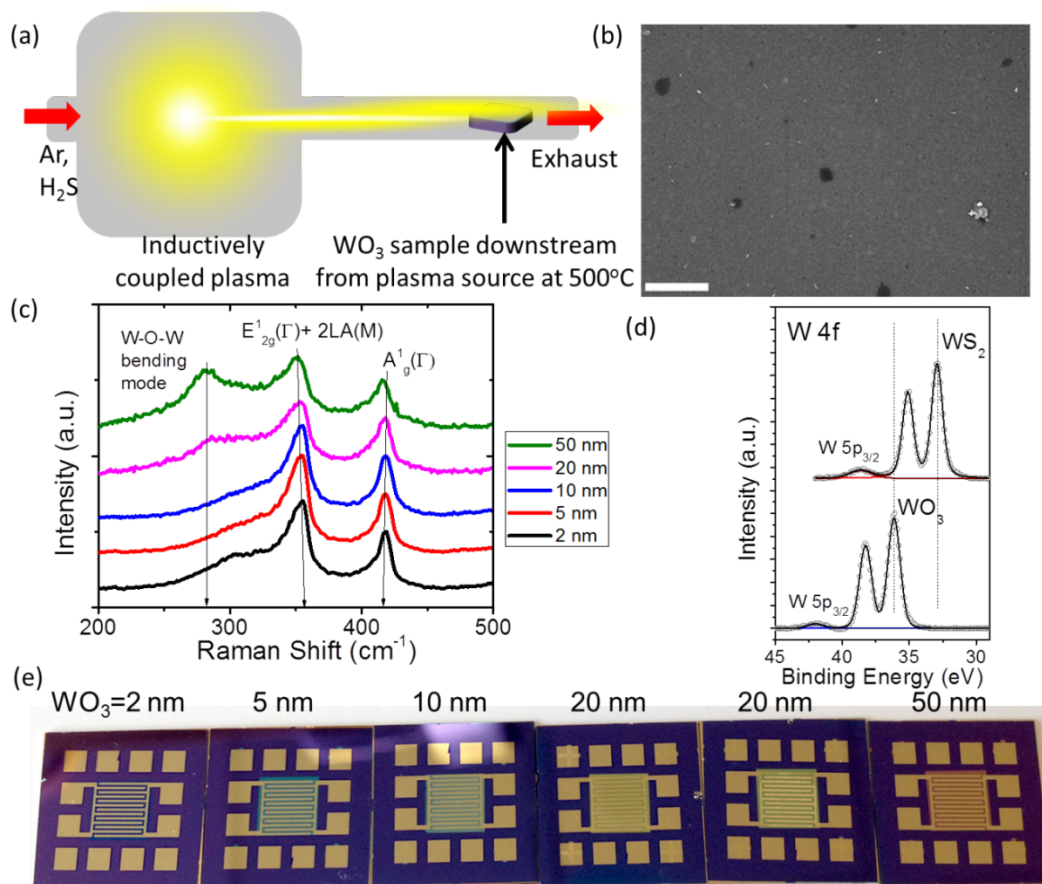 (a)
Ar,
H₂S
Exhaust
Inductively
coupled plasma
WO₃ sample downstream
from plasma source at 500°C
(b)
(c)
W-O-W
bending
mode
E¹₂g(Γ)+ 2LA(M)
A¹g(Γ)
50 nm
20 nm
10 nm
5 nm
2 nm
Intensity (a.u.)
200 300 400 500
Raman Shift (cm⁻¹)
(d)
W 4f
WS₂
W 5p₃/₂
WO₃
W 5p₃/₂
Intensity (a.u.)
45 40 35 30
Binding Energy (eV)
(e)
WO₃=2 nm 5 nm 10 nm 20 nm 20 nm 50 nm